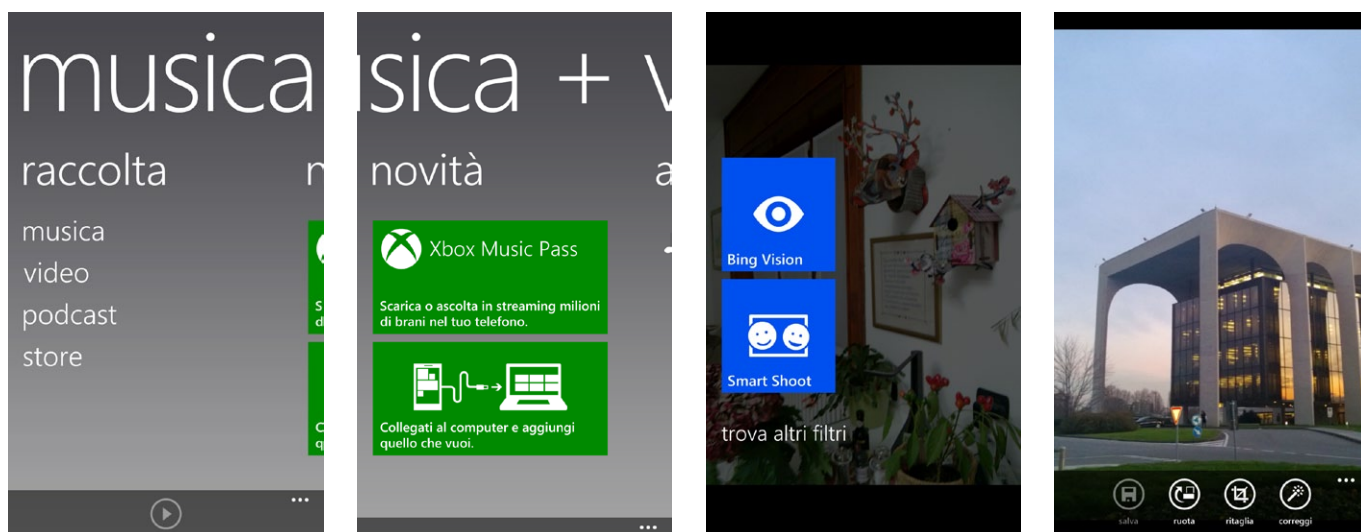 musica
raccolta
n
musica
video
podcast
store
S
d
C
q
usica + v
novità
a
Xbox Music Pass
Scarica o ascolta in streaming milioni
di brani nel tuo telefono.
Collegati al computer e aggiungi
quello che vuoi.
Bing Vision
Smart Shoot
trova altri filtri
salva
ruota
ritaglia
correggi